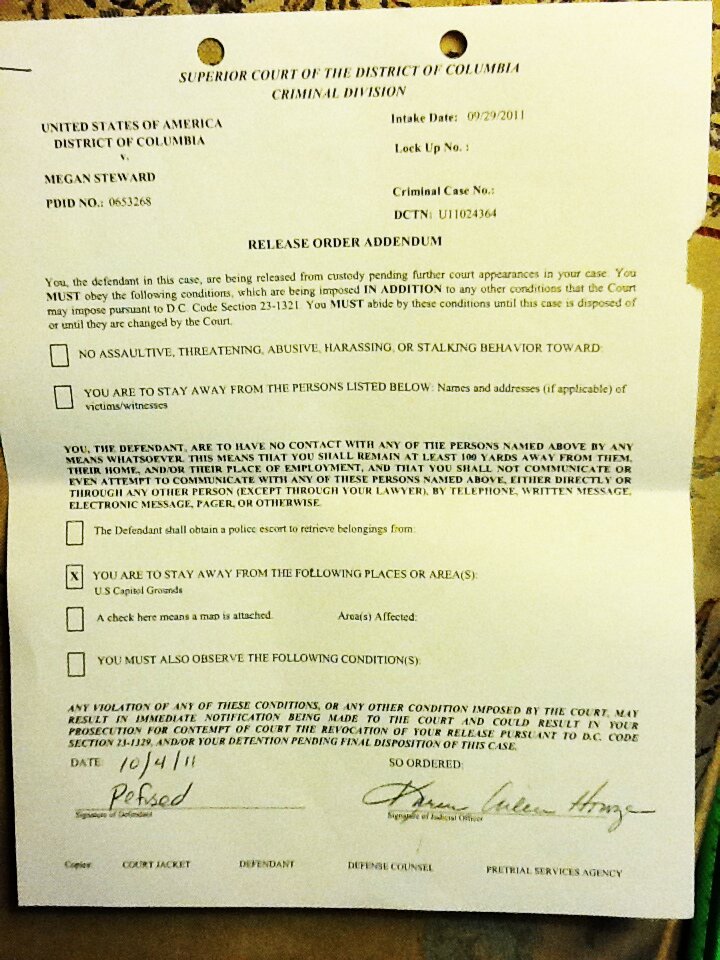 SUPERIOR COURT OF THE DISTRICT OF COLUMBIA
CRIMINAL DIVISION
UNITED STATES OF AMERICA
DISTRICT OF COLUMBIA
v.
MEGAN STEWARD
PDID NO.: 0653268
Intake Date: 09/29/2011
Lock Up No. :
Criminal Case No.:
DCTN: U11024364
RELEASE ORDER ADDENDUM
You, the defendant in this case, are being released from custody pending further court appearances in your case. You
MUST obey the following conditions, which are being imposed IN ADDITION to any other conditions that the Court
may impose pursuant to D.C. Code Section 23-1321. You MUST abide by these conditions until this case is disposed of
or until they are changed by the Court.
NO ASSAULTIVE, THREATENING, ABUSIVE, HARASSING, OR STALKING BEHAVIOR TOWARD:
YOU ARE TO STAY AWAY FROM THE PERSONS LISTED BELOW: Names and addresses (if applicable) of
victims/witnesses
YOU, THE DEFENDANT, ARE TO HAVE NO CONTACT WITH ANY OF THE PERSONS NAMED ABOVE BY ANY
MEANS WHATSOEVER. THIS MEANS THAT YOU SHALL REMAIN AT LEAST 100 YARDS AWAY FROM THEM,
THEIR HOME, AND/OR THEIR PLACE OF EMPLOYMENT, AND THAT YOU SHALL NOT COMMUNICATE OR
EVEN ATTEMPT TO COMMUNICATE WITH ANY OF THESE PERSONS NAMED ABOVE, EITHER DIRECTLY OR
THROUGH ANY OTHER PERSON (EXCEPT THROUGH YOUR LAWYER), BY TELEPHONE, WRITTEN MESSAGE,
ELECTRONIC MESSAGE, PAGER, OR OTHERWISE.
The Defendant shall obtain a police escort to retrieve belongings from:
X YOU ARE TO STAY AWAY FROM THE FOLLOWING PLACES OR AREA(S):
U.S Capitol Grounds
A check here means a map is attached. Area(s) Affected:
YOU MUST ALSO OBSERVE THE FOLLOWING CONDITION(S):
ANY VIOLATION OF ANY OF THESE CONDITIONS, OR ANY OTHER CONDITION IMPOSED BY THE COURT, MAY
RESULT IN IMMEDIATE NOTIFICATION BEING MADE TO THE COURT AND COULD RESULT IN YOUR
PROSECUTION FOR CONTEMPT OF COURT THE REVOCATION OF YOUR RELEASE PURSUANT TO D.C. CODE
SECTION 23-1329, AND/OR YOUR DETENTION PENDING FINAL DISPOSITION OF THIS CASE.
DATE: 10/4/11 SO ORDERED:
Refused Karen Howze
Signature of Defendant Signature of Judicial Officer
Copies: COURT JACKET DEFENDANT DEFENSE COUNSEL PRETRIAL SERVICES AGENCY